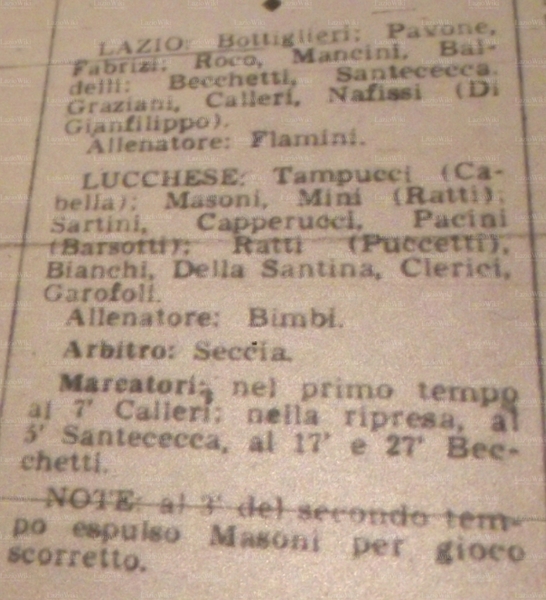 LAZIO: Bottiglieri; Pavone,
Fabrizi; Roco, Mancini, Bal-
delli; Becchetti, Santececca,
Graziani, Calleri, Nafissi (Di
Gianfilippo).
Allenatore: Flamini.
LUCCHESE: Tampucci (Ca-
bella); Masoni, Mini (Ratti);
Sartini, Capperucci, Pacini
(Barsotti); Ratti (Puccetti),
Bianchi, Della Santina, Clerici,
Garofoli.
Allenatore: Bimbi.
Arbitro: Seccia.
Marcatori: nel primo tempo
al 7' Calleri; nella ripresa, al
5' Santececca, al 17' e 27' Bec-
chetti.
NOTE: al 3' del secondo tem-
po espulso Masoni per gioco
scorretto.